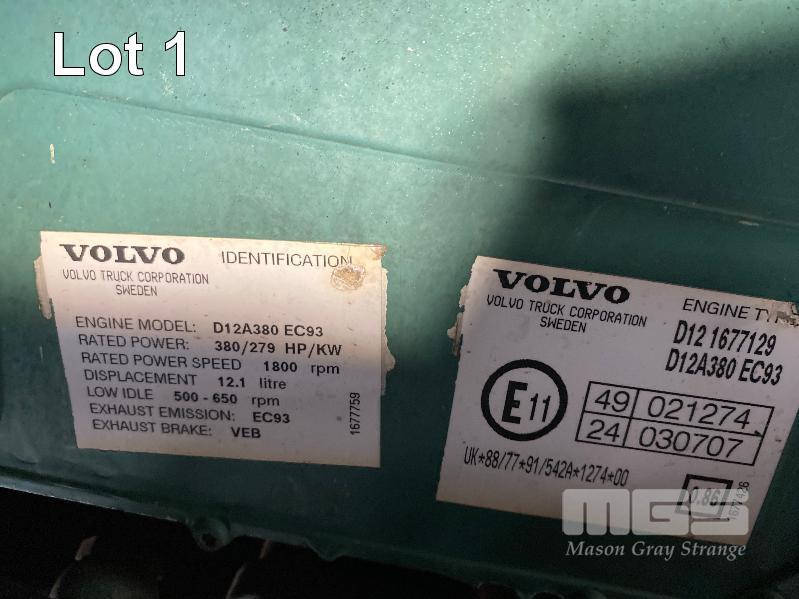 Lot 1
VOLVO IDENTIFICATION
VOLVO TRUCK CORPORATION
SWEDEN
ENGINE MODEL: D12A380 EC93
RATED POWER: 380/279 HP/KW
RATED POWER SPEED 1800 rpm
DISPLACEMENT 12.1 litre
LOW IDLE 500 - 650 rpm
EXHAUST EMISSION: EC93
EXHAUST BRAKE: VEB
1677759
VOLVO ENGINE
VOLVO TRUCK CORPORATION
SWEDEN
D12 1677129
D12A380 EC93
E11
49 021274
24 030707
UK*88/77*91/542A*1274*00
0.86
MGS
Mason Gray Strange